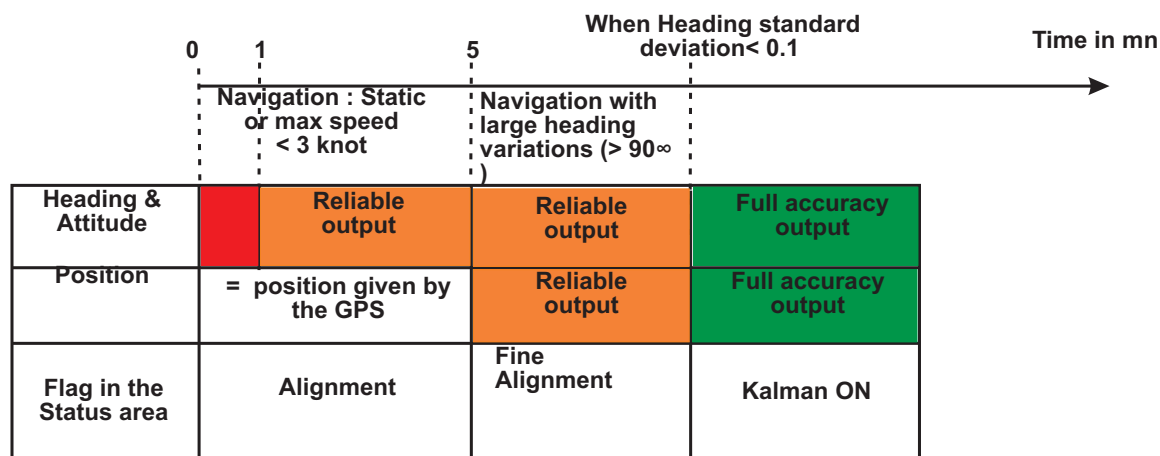 When Heading standard
deviation< 0.1
Time in mn
0
1
5
Navigation : Static
or max speed
< 3 knot
Navigation with
large heading
variations (> 90∞
)
Heading &
Attitude
Reliable
output
Reliable
output
Full accuracy
output
Position
= position given by
the GPS
Reliable
output
Full accuracy
output
Flag in the
Status area
Alignment
Fine
Alignment
Kalman ON